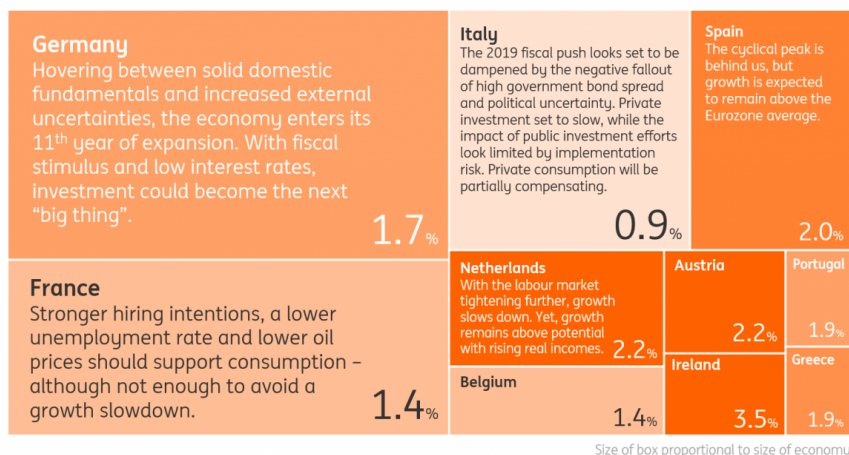 Germany
Hovering between solid domestic
fundamentals and increased external
uncertainties, the economy enters its
11th year of expansion. With fiscal
stimulus and low interest rates,
investment could become the next
“big thing”.
1.7%
France
Stronger hiring intentions, a lower
unemployment rate and lower oil
prices should support consumption –
although not enough to avoid a
growth slowdown.
1.4%
Italy
The 2019 fiscal push looks set to be
dampened by the negative fallout
of high government bond spread
and political uncertainty. Private
investment set to slow, while the
impact of public investment efforts
look limited by implementation
risk. Private consumption will be
partially compensating.
0.9%
Spain
The cyclical peak is
behind us, but
growth is expected
to remain above the
Eurozone average.
2.0%
Netherlands
With the labour market
tightening further, growth
slows down. Yet, growth
remains above potential
with rising real incomes.
2.2%
Belgium
1.4%
Austria
2.2%
Ireland
3.5%
Portugal
1.9%
Greece
1.9%
Size of box proportional to size of economy